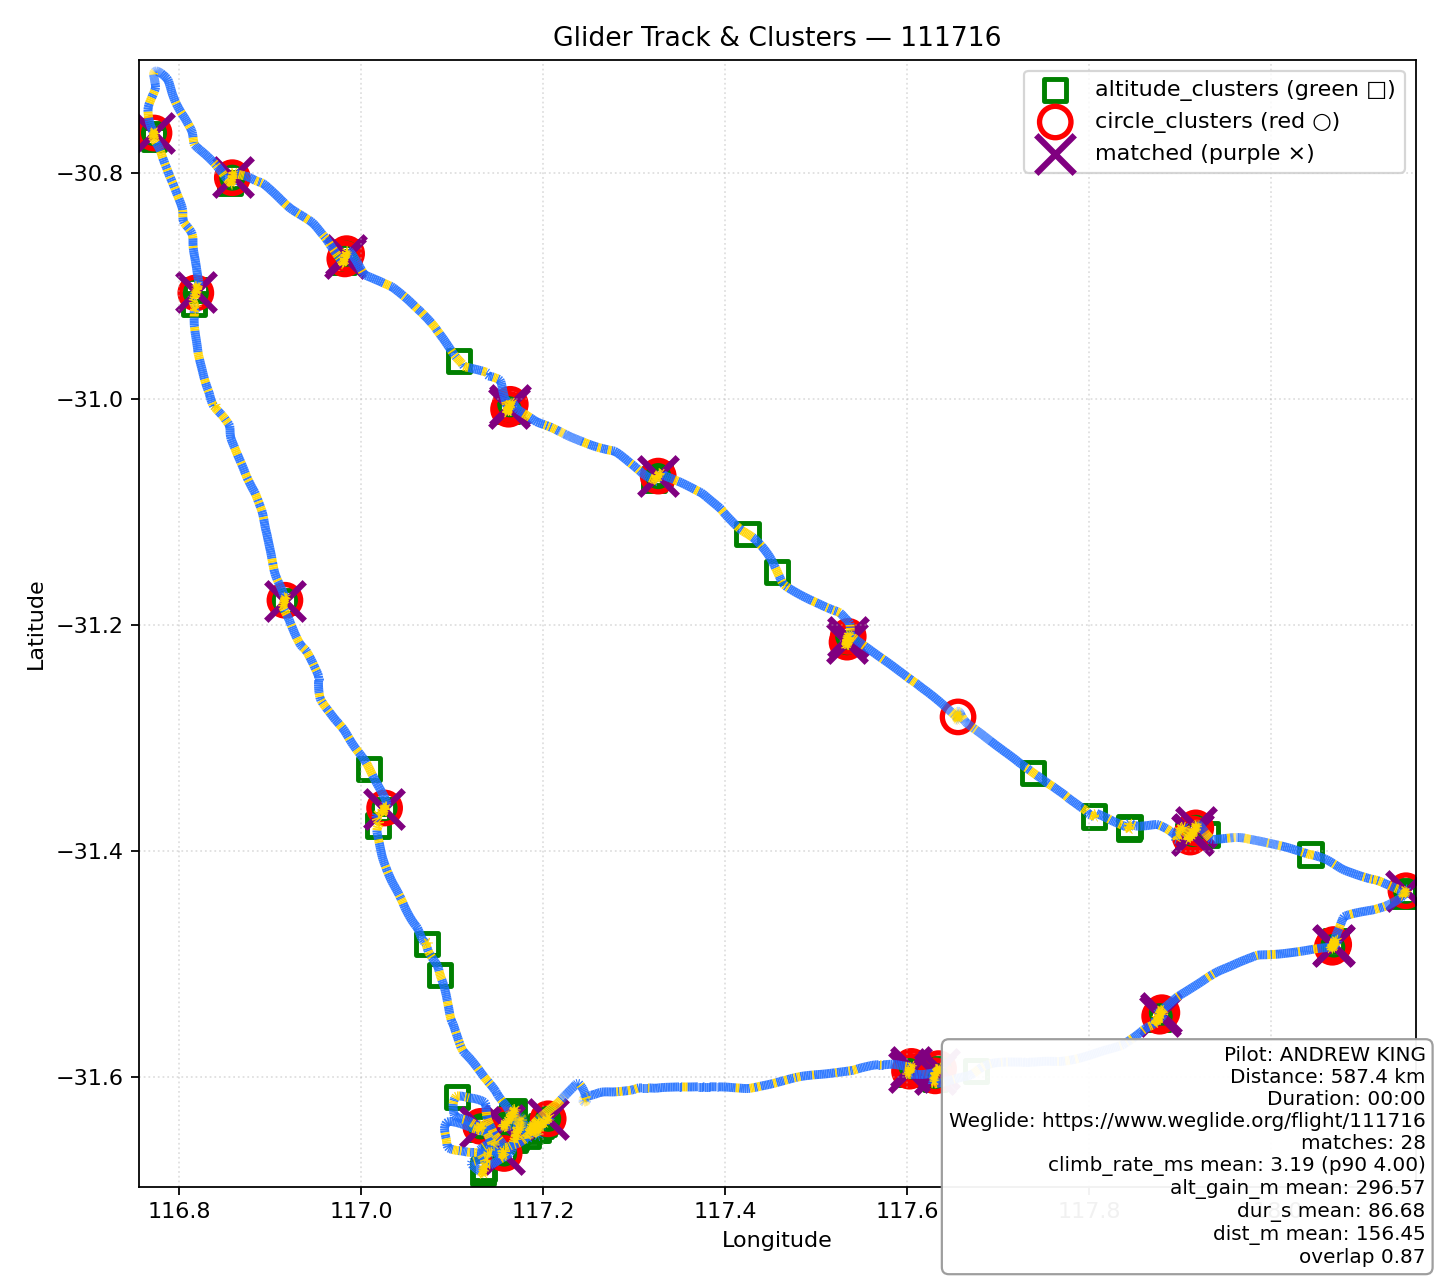 Glider Track & Clusters — 111716
altitude_clusters (green □)
circle_clusters (red ○)
matched (purple ×)
Latitude
−30.8
−31.0
−31.2
−31.4
−31.6
116.8
117.0
117.2
117.4
117.6
117.8
Longitude
Pilot: ANDREW KING
Distance: 587.4 km
Duration: 00:00
Weglide: https://www.weglide.org/flight/111716
matches: 28
climb_rate_ms mean: 3.19 (p90 4.00)
alt_gain_m mean: 296.57
dur_s mean: 86.68
dist_m mean: 156.45
overlap 0.87